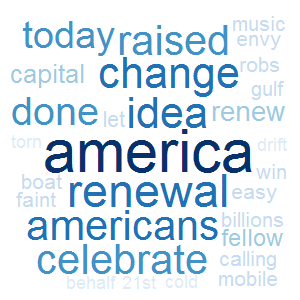 today raised music
envy
capital change robs
gulf
done let idea renew
torn america drift
boat renewal win
faint easy
americans billions
fellow
celebrate calling
mobile
behalf 21st cold